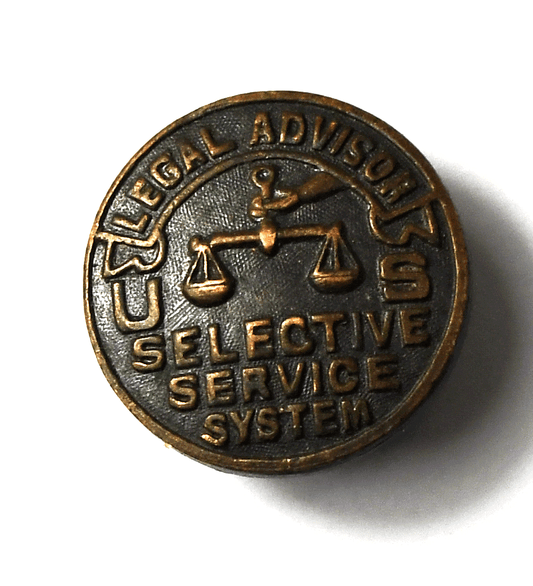 LEGAL ADVISOR
U S
SELECTIVE
SERVICE
SYSTEM